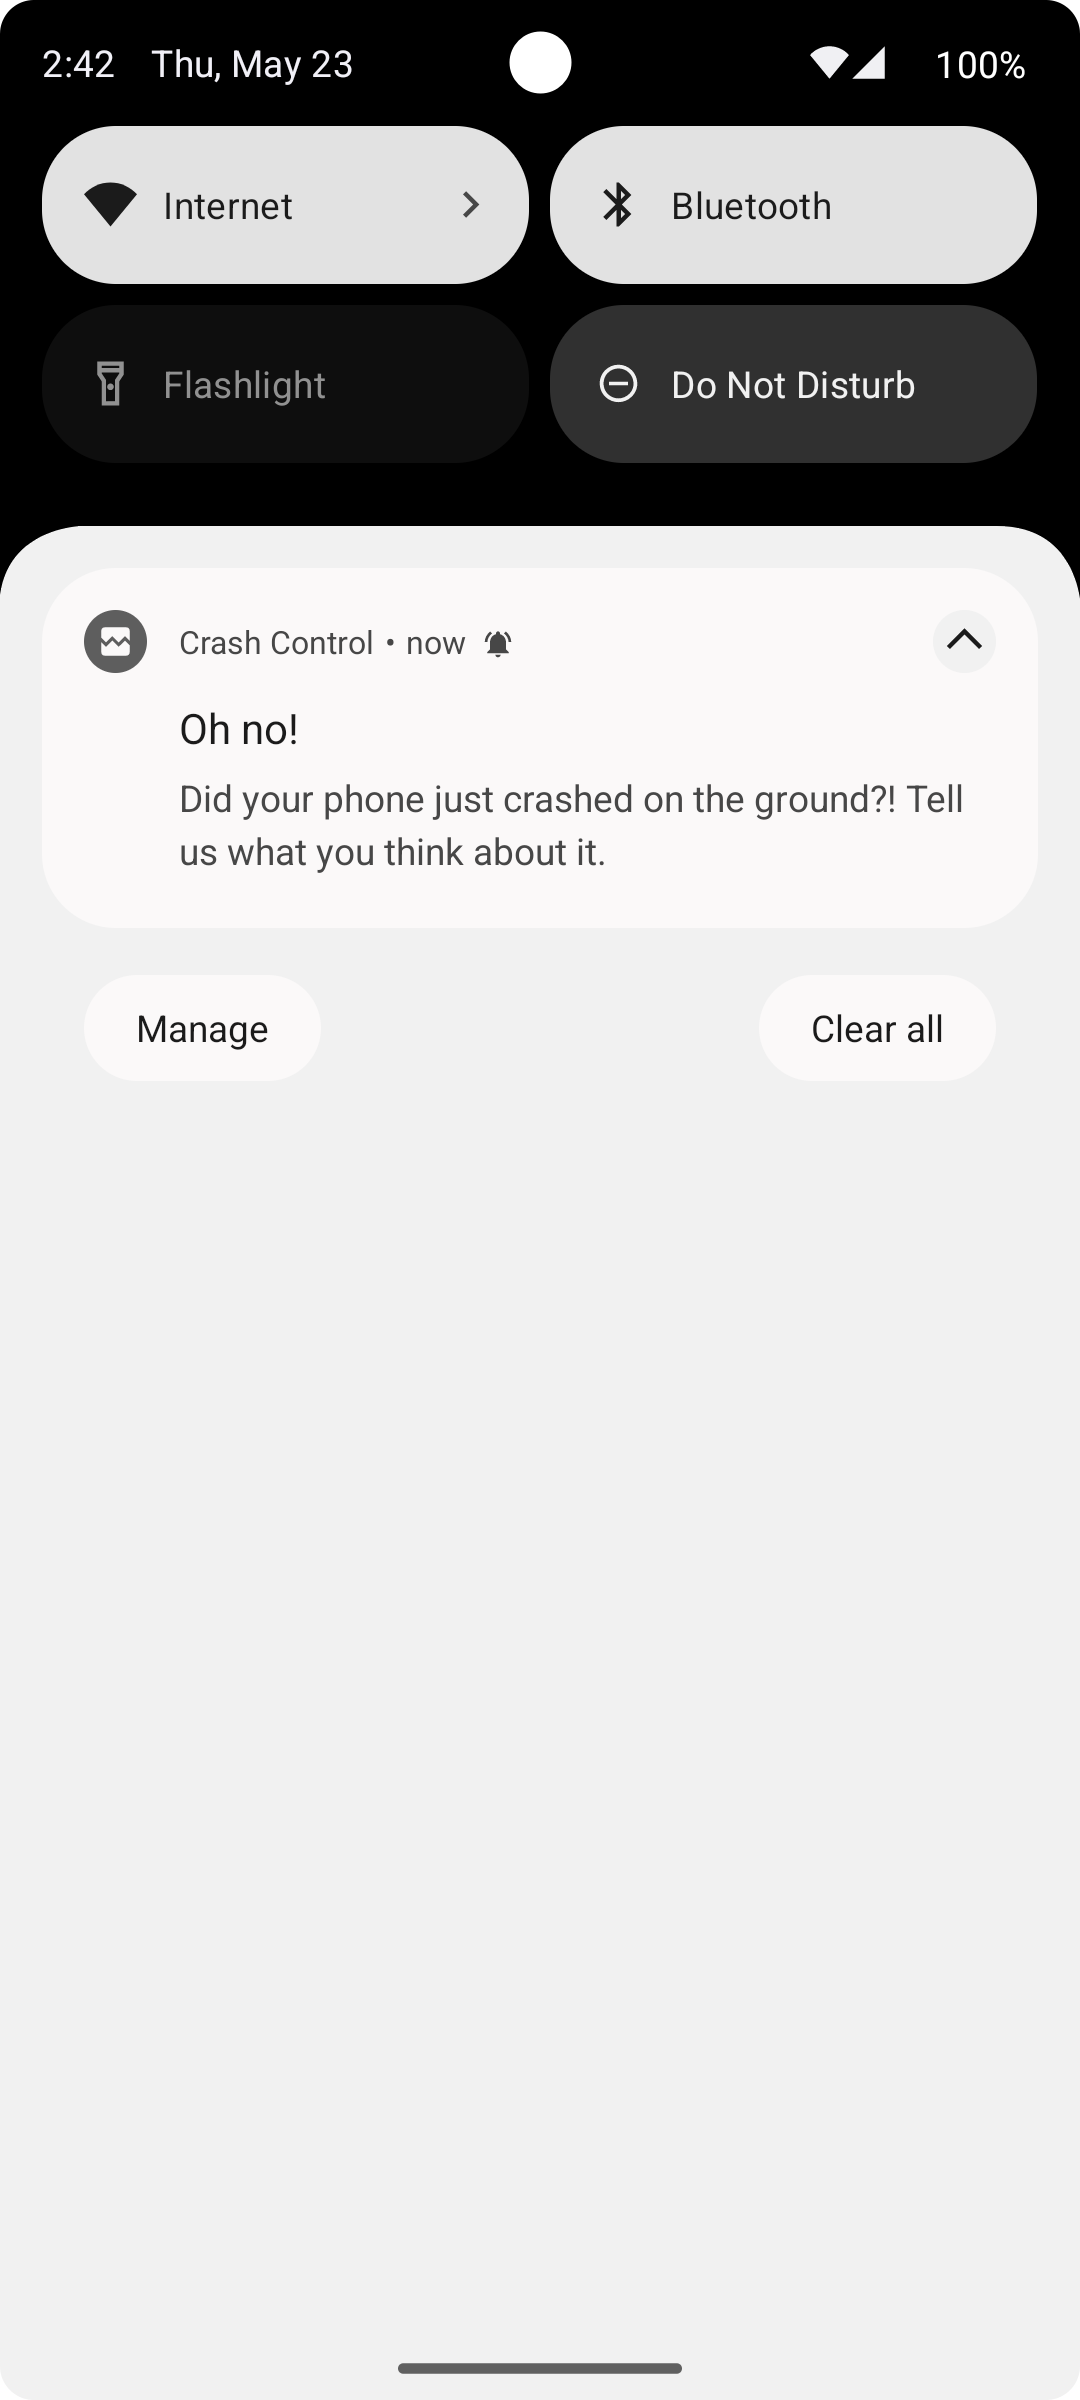 2:42 Thu, May 23 100%
Internet
Bluetooth
Flashlight
Do Not Disturb
Crash Control • now
Oh no!
Did your phone just crashed on the ground?! Tell
us what you think about it.
Manage
Clear all